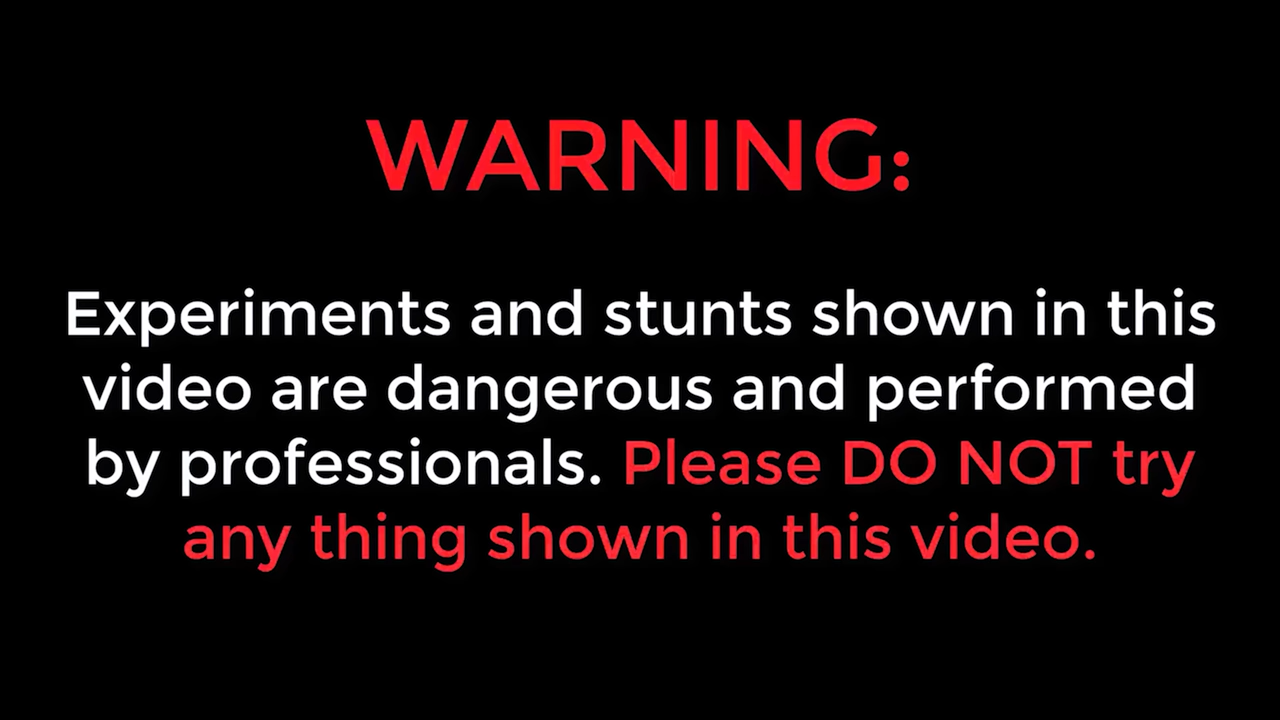 WARNING:
Experiments and stunts shown in this
video are dangerous and performed
by professionals. Please DO NOT try
any thing shown in this video.